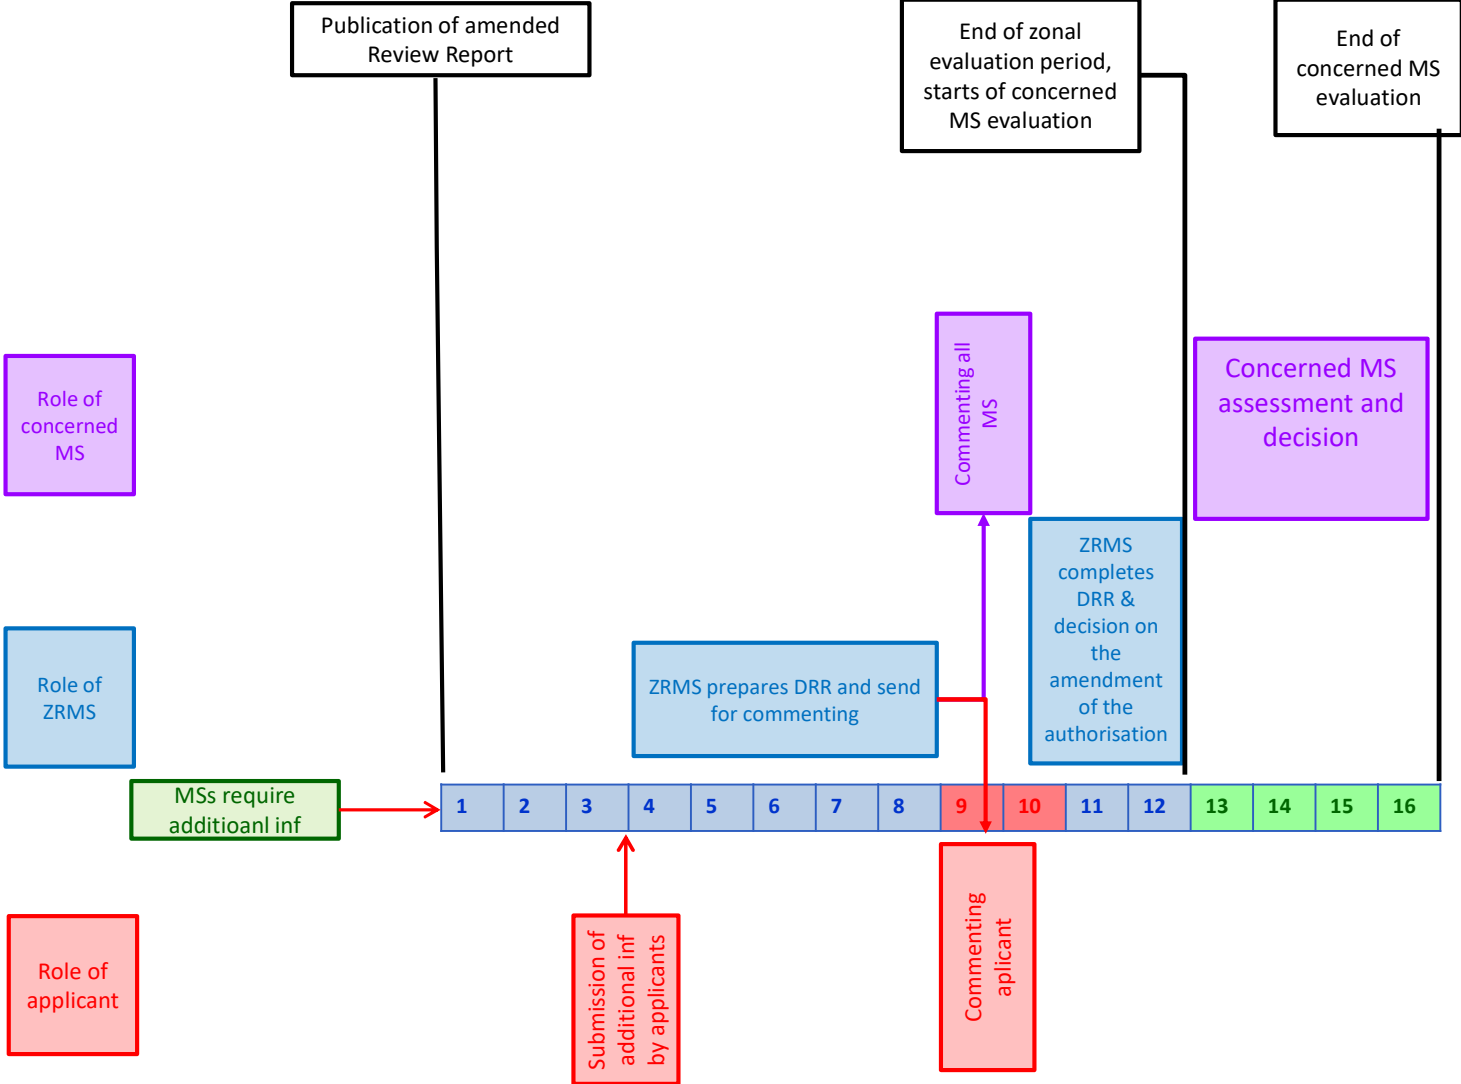 Publication of amended
Review Report
End of zonal
evaluation period,
starts of concerned
MS evaluation
End of
concerned MS
evaluation
Role of
concerned
MS
Commenting all
MS
Concerned MS
assessment and
decision
Role of
ZRMS
ZRMS prepares DRR and send
for commenting
ZRMS
completes
DRR &
decision on
the
amendment
of the
authorisation
MSs require
additioanl inf
1 2 3 4 5 6 7 8 9 10 11 12 13 14 15 16
Role of
applicant
Submission of
additional inf
by applicants
Commenting
aplicant